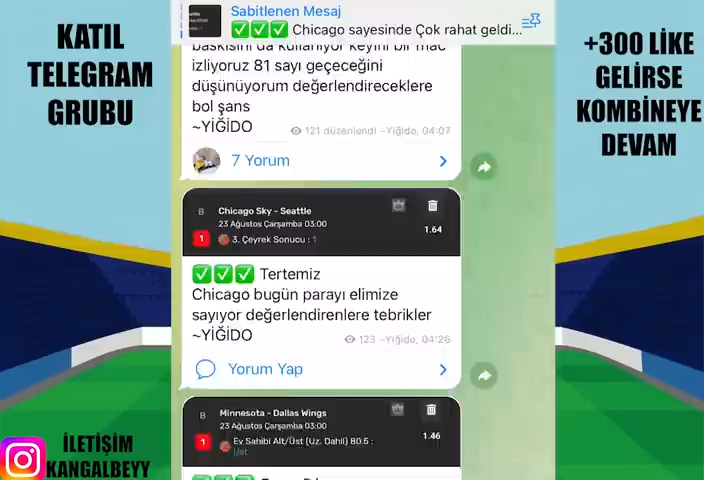 KATIL
TELEGRAM
GRUBU
+300 LİKE
GELİRSE
KOMBİNEYE
DEVAM
Sabitlenen Mesaj
✅✅✅ Chicago sayesinde Çok rahat geldi...
baskısını da kullanıyor keyini bir maç
izliyoruz 81 sayı geçeceğini
düşünüyorum değerlendireceklere
bol şans
~YİĞİDO
121 düzenlendi ~Yiğido, 04:07
7 Yorum
B Chicago Sky - Seattle
23 Ağustos Çarşamba 03:00
1 3. Çeyrek Sonucu : 1
1.64
✅✅✅ Tertemiz
Chicago bugün parayı elimize
sayıyor değerlendirenlere tebrikler
~YİĞİDO
123 ~Yiğido, 04:26
Yorum Yap
B Minnesota - Dallas Wings
23 Ağustos Çarşamba 03:00
1 Ev Sahibi Alt/Üst (Uz. Dahil) 80.5 :
Üst
1.46
İLETİŞİM
KANGALBEYY